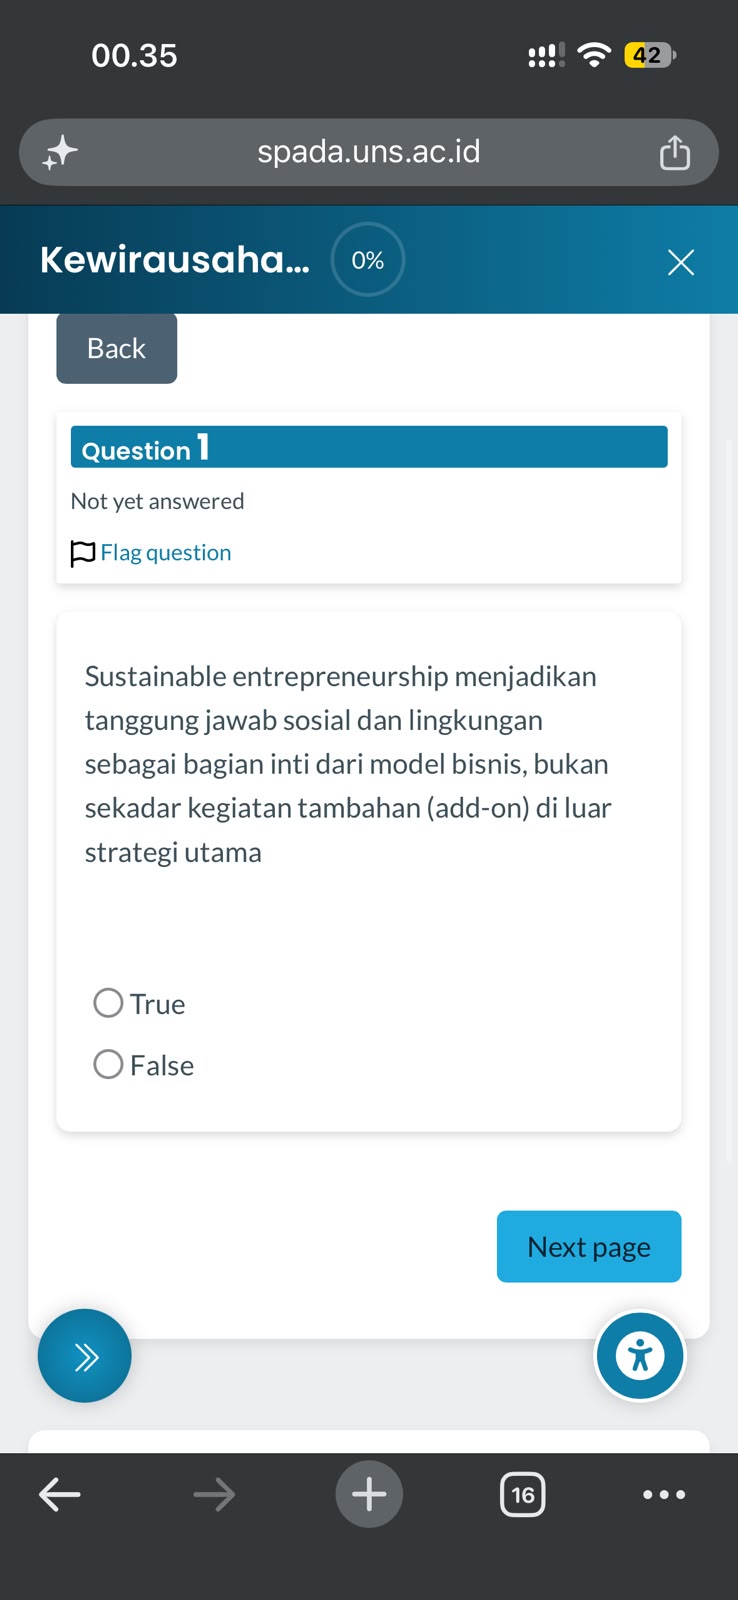 00.35
42
spada.uns.ac.id
Kewirausaha...
0%
Back
Question 1
Not yet answered
Flag question
Sustainable entrepreneurship menjadikan
tanggung jawab sosial dan lingkungan
sebagai bagian inti dari model bisnis, bukan
sekadar kegiatan tambahan (add-on) di luar
strategi utama
True
False
Next page
16